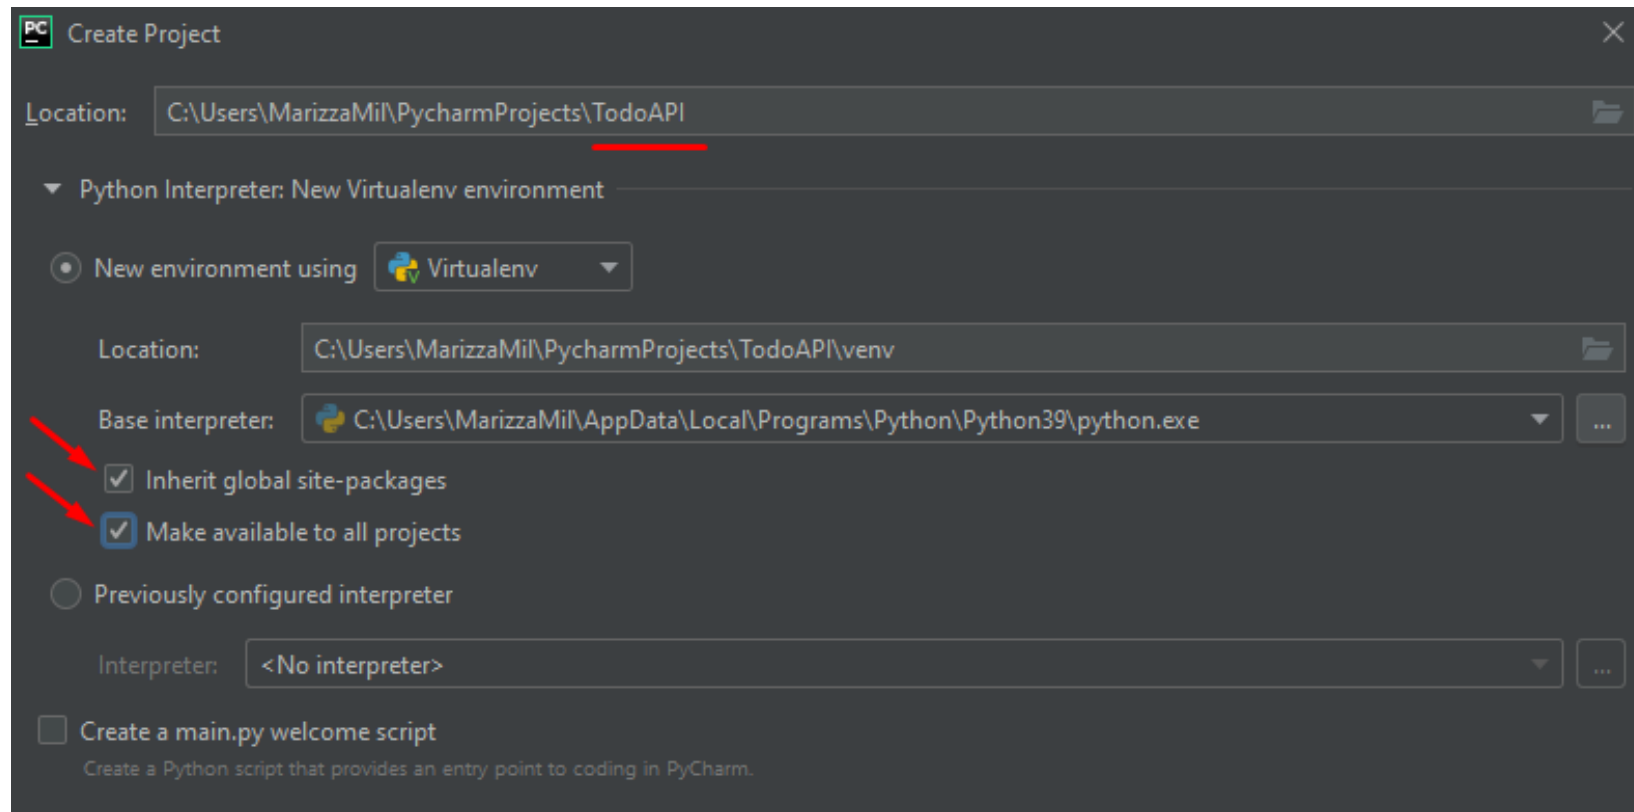 PC Create Project
Location: C:\Users\MarizzaMil\PycharmProjects\TodoAPI
Python Interpreter: New Virtualenv environment
New environment using Virtualenv
Location: C:\Users\MarizzaMil\PycharmProjects\TodoAPI\venv
Base interpreter: C:\Users\MarizzaMil\AppData\Local\Programs\Python\Python39\python.exe ...
Inherit global site-packages
Make available to all projects
Previously configured interpreter
Interpreter: <No interpreter> ...
Create a main.py welcome script
Create a Python script that provides an entry point to coding in PyCharm.